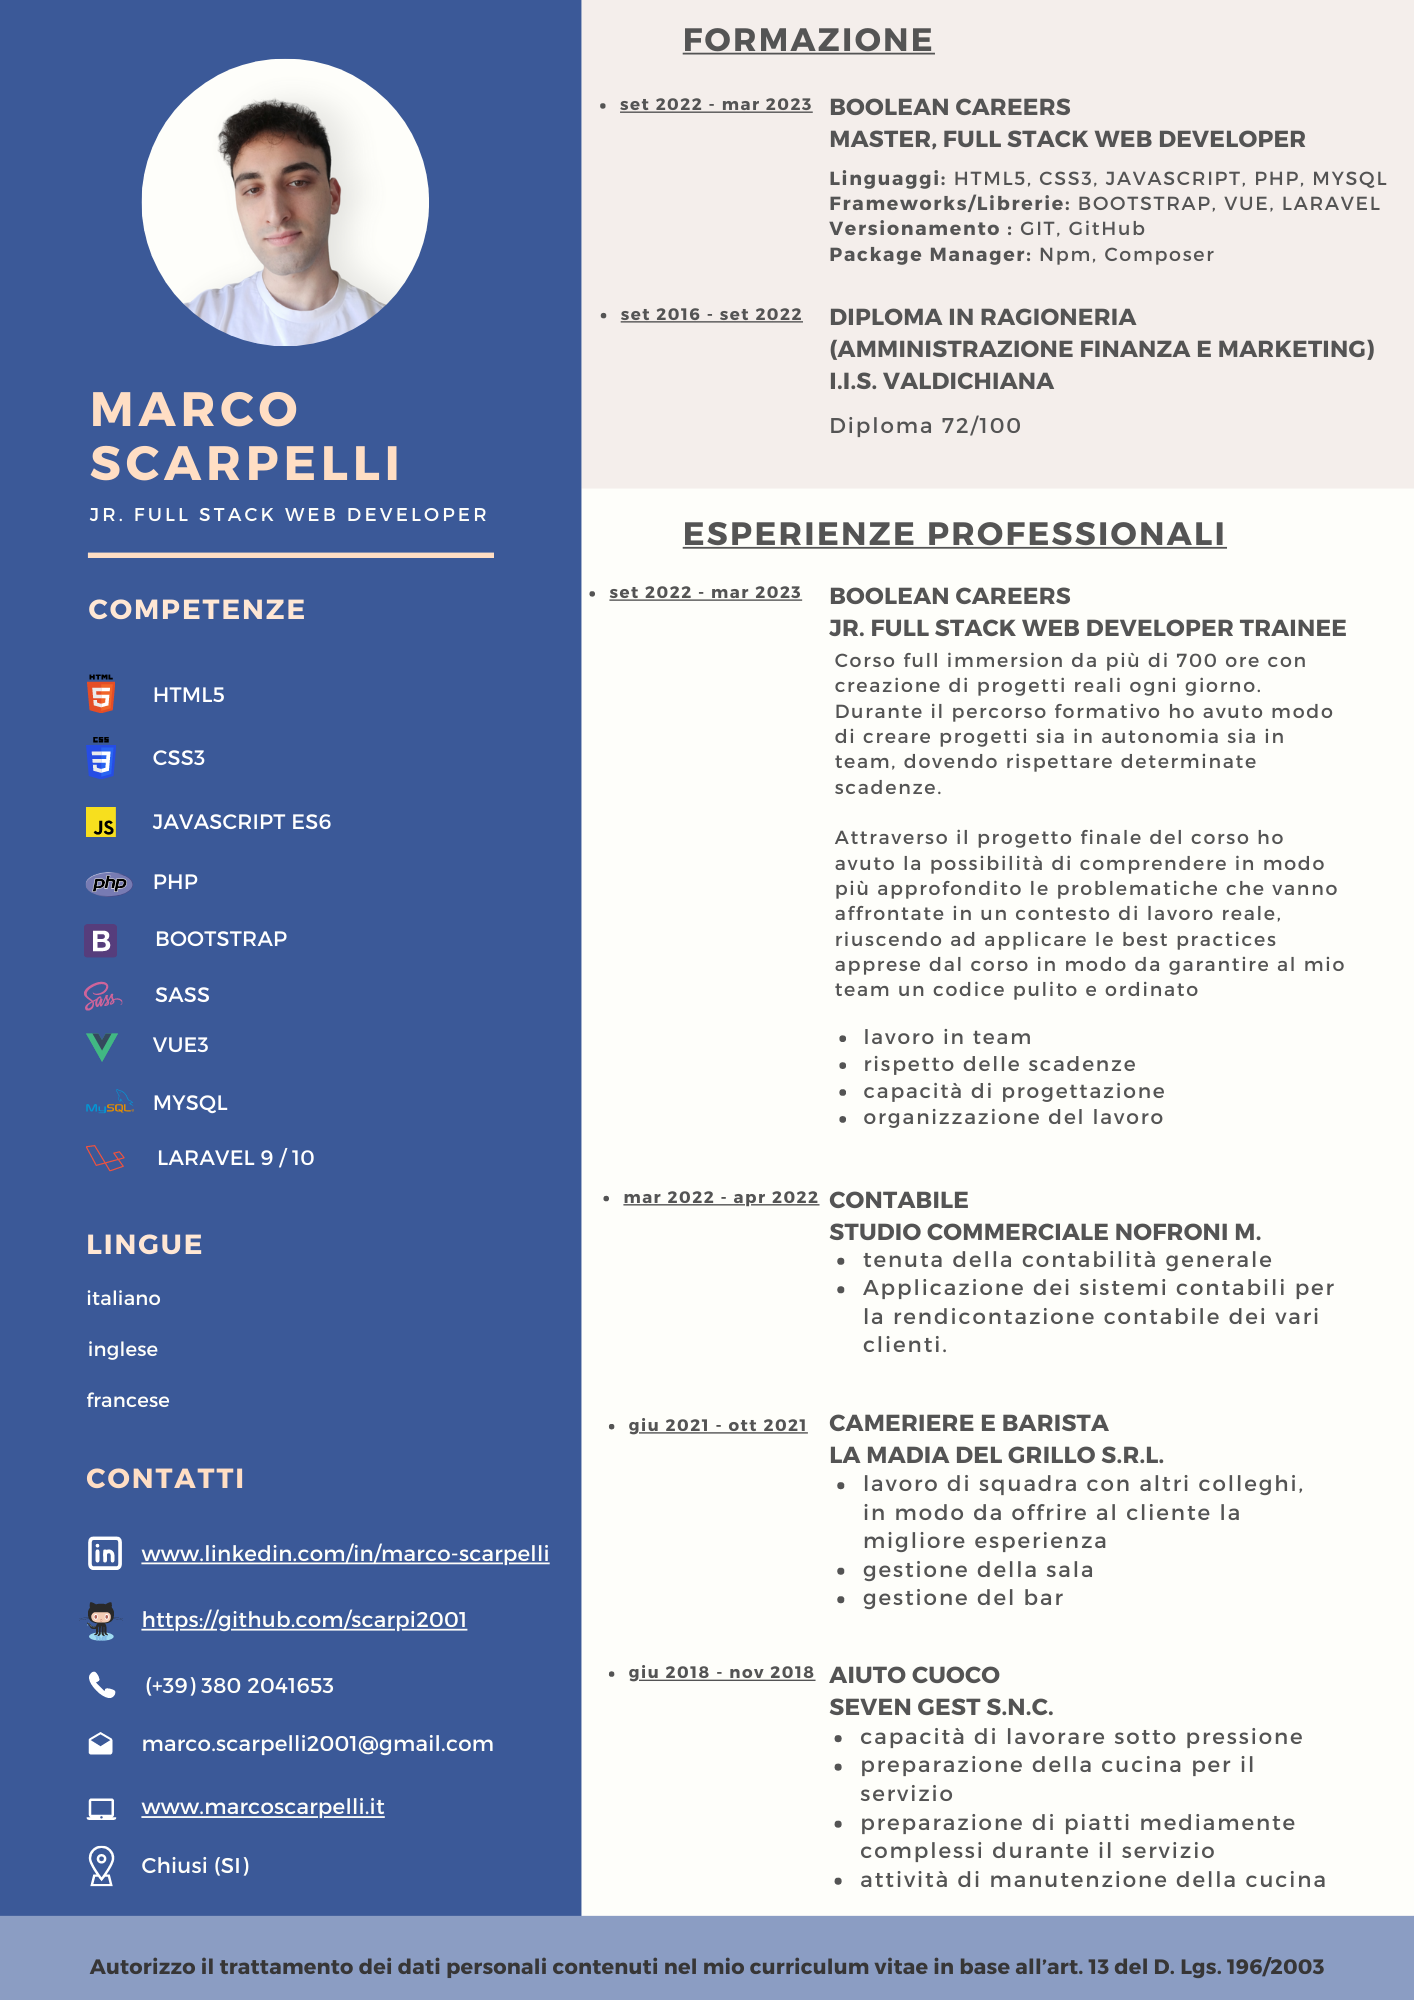 MARCO
SCARPELLI
JR. FULL STACK WEB DEVELOPER
COMPETENZE
HTML
5
HTML5
CSS
3
CSS3
JS
JAVASCRIPT ES6
php
PHP
B
BOOTSTRAP
Sass
SASS
VUE3
MySQL
MYSQL
LARAVEL 9 / 10
LINGUE
italiano
inglese
francese
CONTATTI
in
www.linkedin.com/in/marco-scarpelli
https://github.com/scarpi2001
(+39) 380 2041653
marco.scarpelli2001@gmail.com
www.marcoscarpelli.it
Chiusi (SI)
FORMAZIONE
• set 2022 - mar 2023
BOOLEAN CAREERS
MASTER, FULL STACK WEB DEVELOPER
Linguaggi: HTML5, CSS3, JAVASCRIPT, PHP, MYSQL
Frameworks/Librerie: BOOTSTRAP, VUE, LARAVEL
Versionamento : GIT, GitHub
Package Manager: Npm, Composer
• set 2016 - set 2022
DIPLOMA IN RAGIONERIA
(AMMINISTRAZIONE FINANZA E MARKETING)
I.I.S. VALDICHIANA
Diploma 72/100
ESPERIENZE PROFESSIONALI
• set 2022 - mar 2023
BOOLEAN CAREERS
JR. FULL STACK WEB DEVELOPER TRAINEE
Corso full immersion da più di 700 ore con
creazione di progetti reali ogni giorno.
Durante il percorso formativo ho avuto modo
di creare progetti sia in autonomia sia in
team, dovendo rispettare determinate
scadenze.
Attraverso il progetto finale del corso ho
avuto la possibilità di comprendere in modo
più approfondito le problematiche che vanno
affrontate in un contesto di lavoro reale,
riuscendo ad applicare le best practices
apprese dal corso in modo da garantire al mio
team un codice pulito e ordinato
• lavoro in team
• rispetto delle scadenze
• capacità di progettazione
• organizzazione del lavoro
• mar 2022 - apr 2022
CONTABILE
STUDIO COMMERCIALE NOFRONI M.
• tenuta della contabilità generale
• Applicazione dei sistemi contabili per
la rendicontazione contabile dei vari
clienti.
• giu 2021 - ott 2021
CAMERIERE E BARISTA
LA MADIA DEL GRILLO S.R.L.
• lavoro di squadra con altri colleghi,
in modo da offrire al cliente la
migliore esperienza
• gestione della sala
• gestione del bar
• giu 2018 - nov 2018
AIUTO CUOCO
SEVEN GEST S.N.C.
• capacità di lavorare sotto pressione
• preparazione della cucina per il
servizio
• preparazione di piatti mediamente
complessi durante il servizio
• attività di manutenzione della cucina
Autorizzo il trattamento dei dati personali contenuti nel mio curriculum vitae in base all’art. 13 del D. Lgs. 196/2003